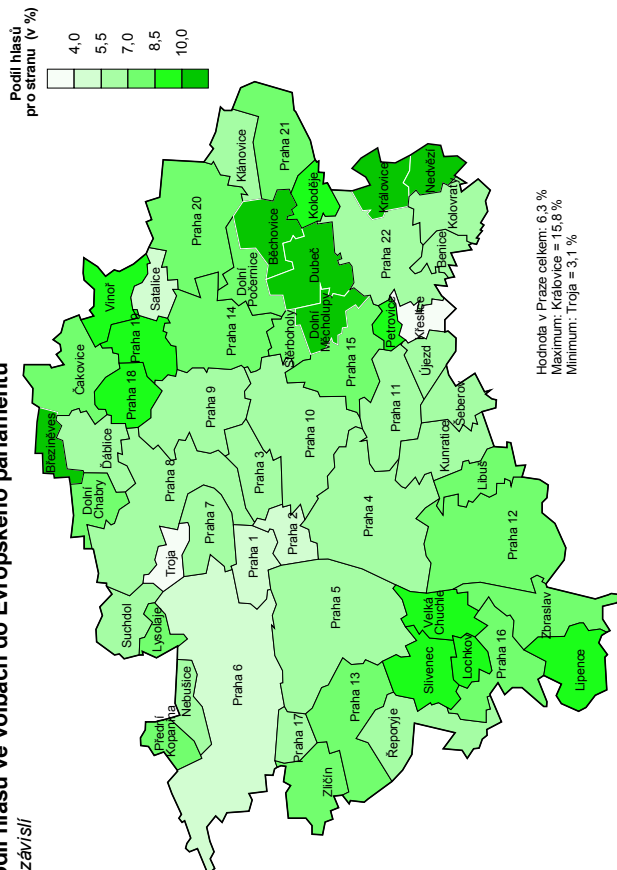 díl hlasů ve volbách do Evropského parlamentu
závislí
Podíl hlasů
pro stranu (v %)
4,0
5,5
7,0
8,5
10,0
Březiněves
Čakovice
Vinoř
Satalice
Praha 19
Praha 18
Ďáblice
Dolní
Chabry
Praha 20
Klánovice
Praha 21
Koloděje
Běchovice
Dolní
Počernice
Praha 14
Dubeč
Štěrboholy
Dolní
Měcholupy
Praha 15
Královice
Nedvězí
Kolovraty
Benice
Praha 22
Petrovice
Křeslice
Újezd
Šeberov
Praha 11
Kunratice
Libuš
Praha 12
Praha 4
Praha 10
Praha 9
Praha 3
Praha 8
Praha 7
Troja
Praha 1
Praha 2
Suchdol
Lysolaje
Praha 6
Nebušice
Přední
Kopanina
Praha 5
Praha 17
Zličín
Praha 13
Řeporyje
Slivenec
Velká
Chuchle
Lochkov
Praha 16
Zbraslav
Lipence
Hodnota v Praze celkem: 6,3 %
Maximum: Královice = 15,8 %
Minimum: Troja = 3,1 %